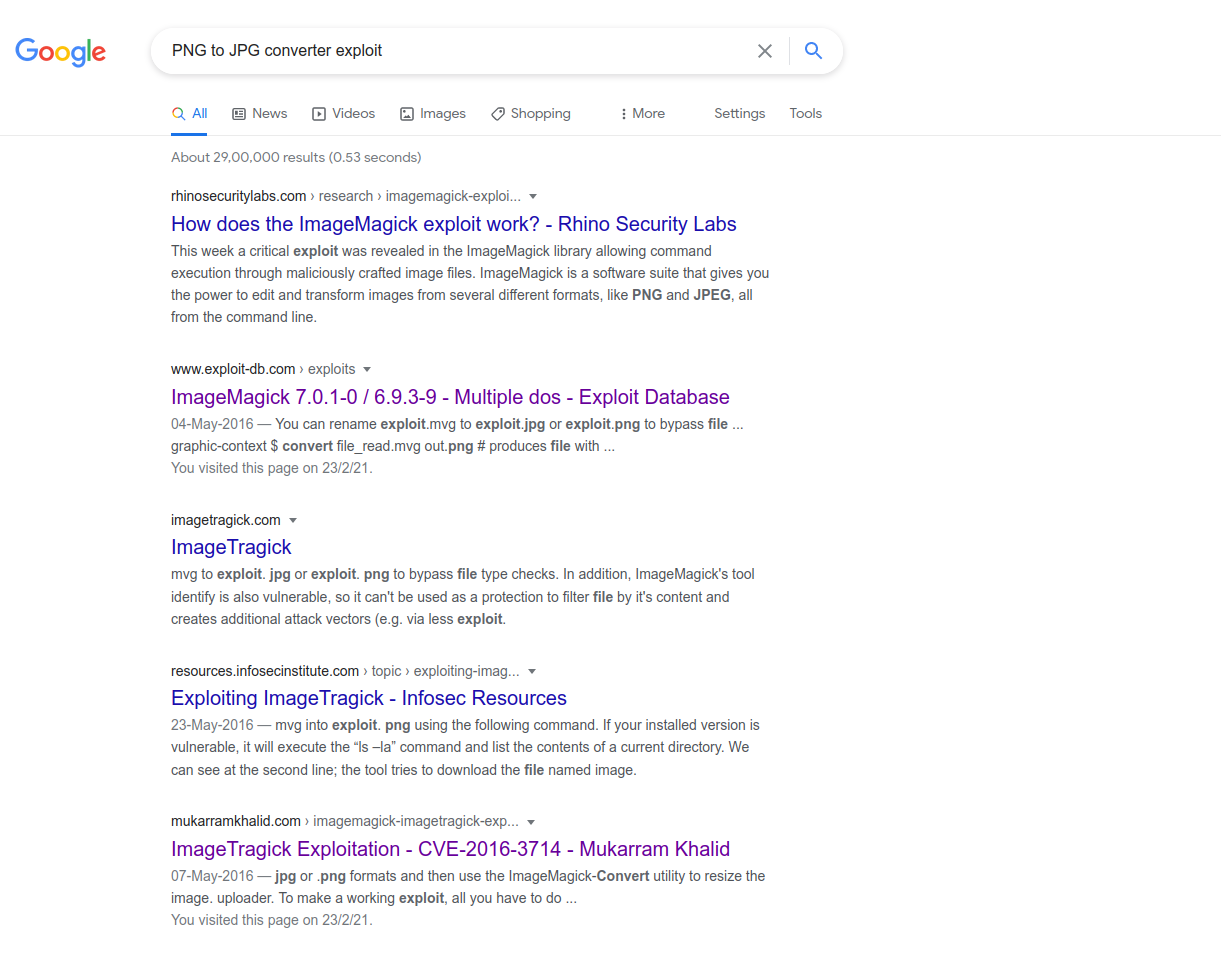 Google
PNG to JPG converter exploit
All News Videos Images Shopping More Settings Tools
About 29,00,000 results (0.53 seconds)
rhinosecuritylabs.com › research › imagemagick-exploi...
How does the ImageMagick exploit work? - Rhino Security Labs
This week a critical exploit was revealed in the ImageMagick library allowing command
execution through maliciously crafted image files. ImageMagick is a software suite that gives you
the power to edit and transform images from several different formats, like PNG and JPEG, all
from the command line.
www.exploit-db.com › exploits
ImageMagick 7.0.1-0 / 6.9.3-9 - Multiple dos - Exploit Database
04-May-2016 — You can rename exploit.mvg to exploit.jpg or exploit.png to bypass file ...
graphic-context $ convert file_read.mvg out.png # produces file with ...
You visited this page on 23/2/21.
imagetragick.com
ImageTragick
mvg to exploit. jpg or exploit. png to bypass file type checks. In addition, ImageMagick's tool
identify is also vulnerable, so it can't be used as a protection to filter file by it's content and
creates additional attack vectors (e.g. via less exploit.
resources.infosecinstitute.com › topic › exploiting-imag...
Exploiting ImageTragick - Infosec Resources
23-May-2016 — mvg into exploit. png using the following command. If your installed version is
vulnerable, it will execute the “ls –la” command and list the contents of a current directory. We
can see at the second line; the tool tries to download the file named image.
mukarramkhalid.com › imagemagick-imagetragick-exp...
ImageTragick Exploitation - CVE-2016-3714 - Mukarram Khalid
07-May-2016 — jpg or .png formats and then use the ImageMagick-Convert utility to resize the
image. uploader. To make a working exploit, all you have to do ...
You visited this page on 23/2/21.